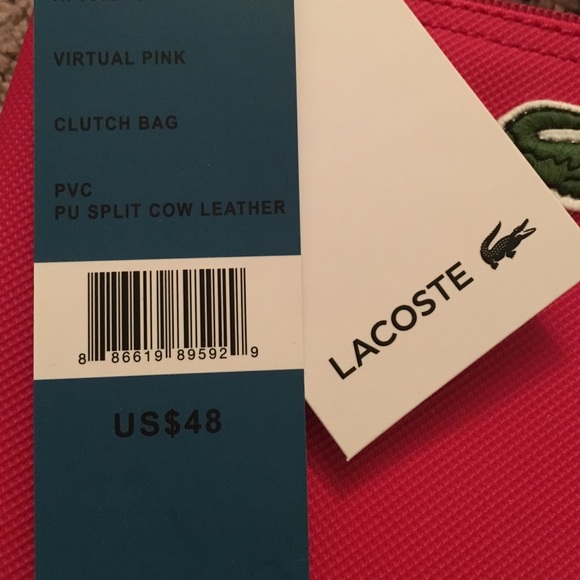 VIRTUAL PINK
CLUTCH BAG
PVC
PU SPLIT COW LEATHER
8 86619 89592 9
US$48
LACOSTE